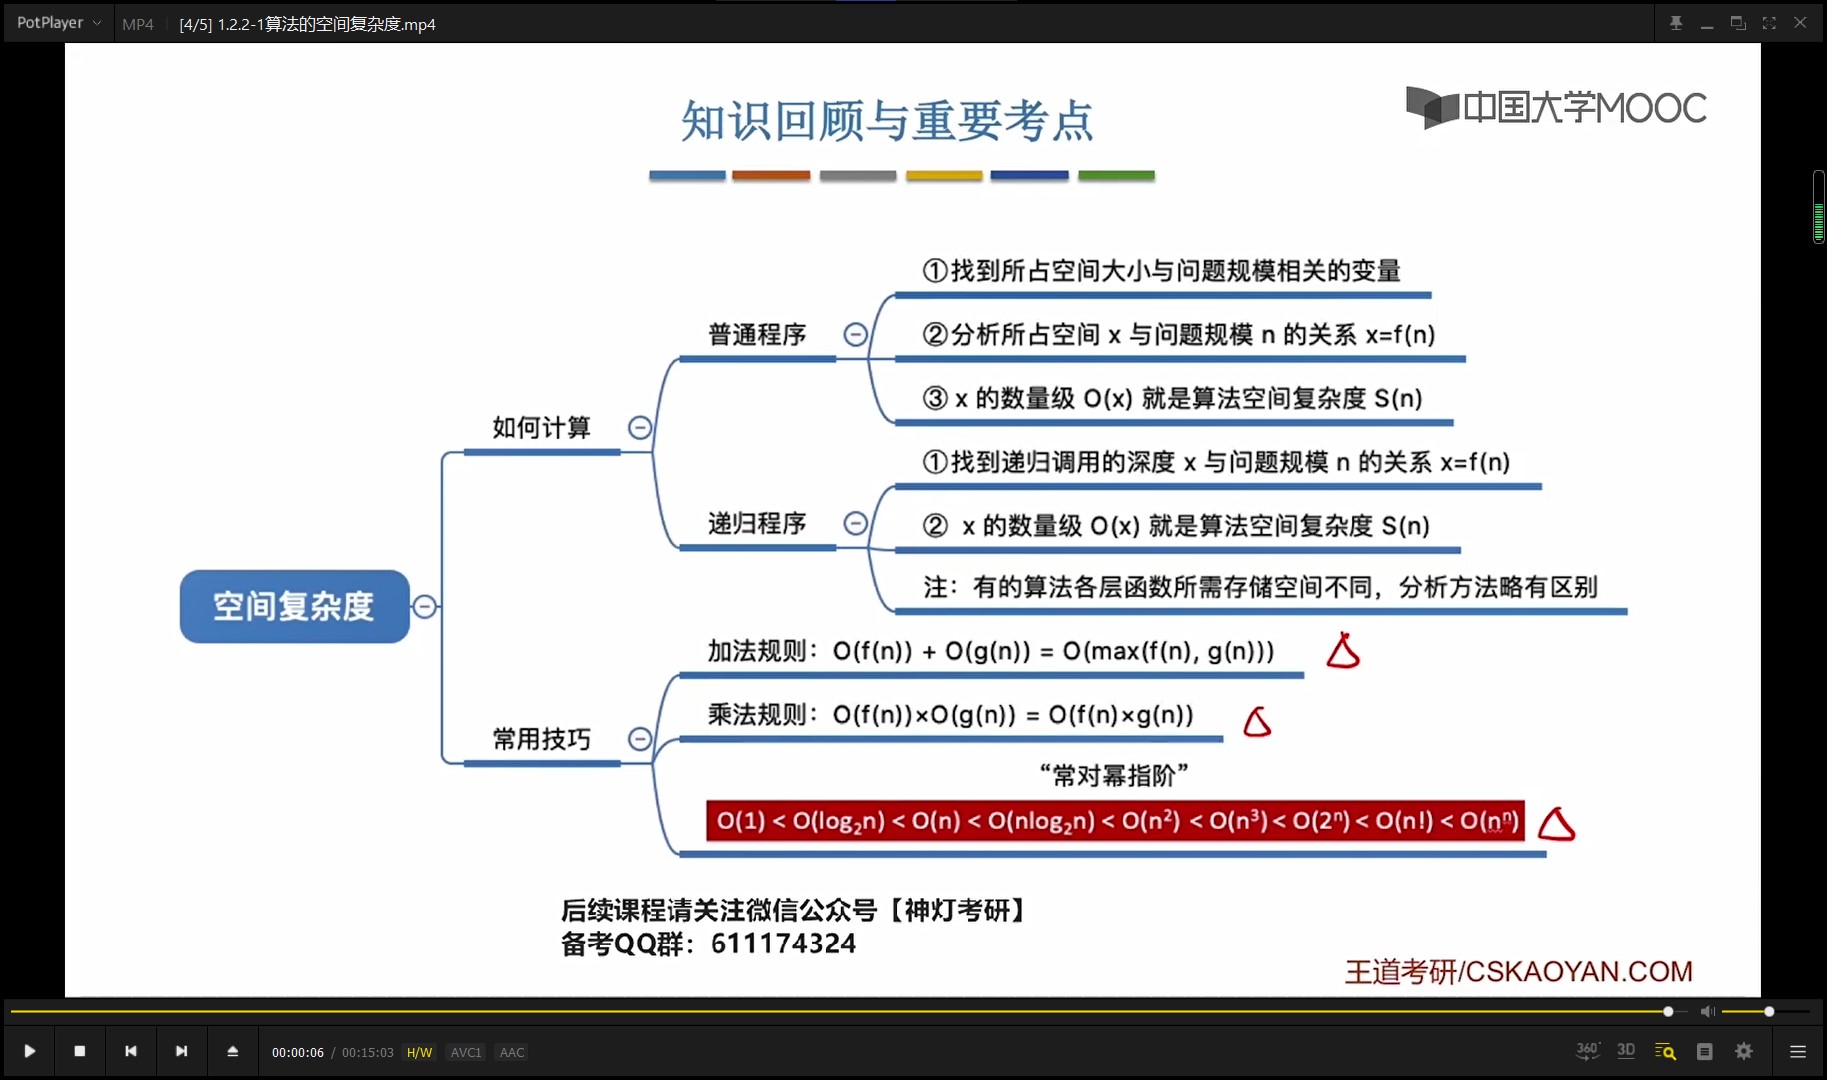 PotPlayer MP4 [4/5] 1.2.2-1算法的空间复杂度.mp4
中国大学MOOC
知识回顾与重要考点
①找到所占空间大小与问题规模相关的变量
普通程序
②分析所占空间 x 与问题规模 n 的关系 x=f(n)
③ x 的数量级 O(x) 就是算法空间复杂度 S(n)
如何计算
①找到递归调用的深度 x 与问题规模 n 的关系 x=f(n)
递归程序
② x 的数量级 O(x) 就是算法空间复杂度 S(n)
注：有的算法各层函数所需存储空间不同，分析方法略有区别
空间复杂度
加法规则：O(f(n)) + O(g(n)) = O(max(f(n), g(n)))
乘法规则：O(f(n))×O(g(n)) = O(f(n)×g(n))
常用技巧
“常对幂指阶”
O(1) < O(log₂n) < O(n) < O(nlog₂n) < O(n²) < O(n³) < O(2ⁿ) < O(n!) < O(nⁿ)
后续课程请关注微信公众号【神灯考研】
备考QQ群：611174324
王道考研/CSKAOYAN.COM
00:00:06 / 00:15:03 H/W AVC1 AAC 360° 3D